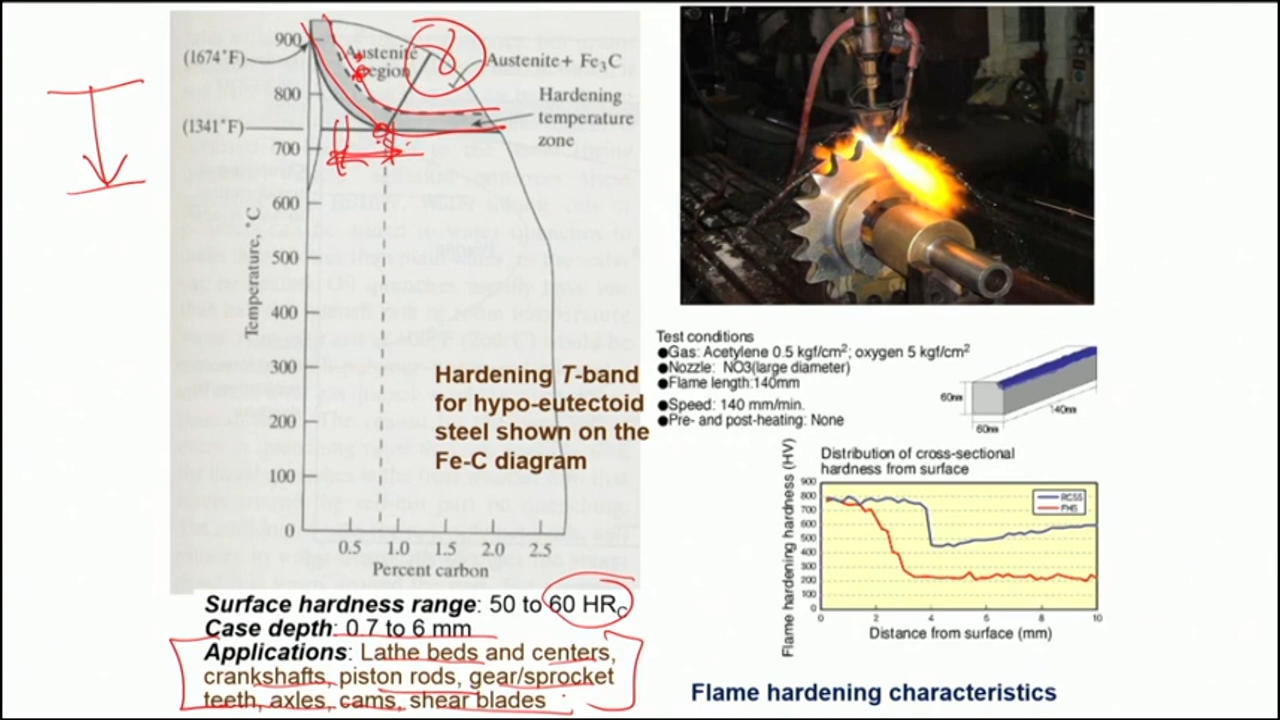 900
(1674°F)
800
(1341°F)
700
600
500
400
300
200
100
0
Temperature, °C
Austenite
region
Austenite+ Fe3C
Hardening
temperature
zone
0.5 1.0 1.5 2.0 2.5
Percent carbon
Hardening T-band
for hypo-eutectoid
steel shown on the
Fe-C diagram
Surface hardness range: 50 to 60 HRC
Case depth: 0.7 to 6 mm
Applications: Lathe beds and centers,
crankshafts, piston rods, gear/sprocket
teeth, axles, cams, shear blades
Test conditions
●Gas: Acetylene 0.5 kgf/cm2; oxygen 5 kgf/cm2
●Nozzle: NO3(large diameter)
●Flame length:140mm
●Speed: 140 mm/min.
●Pre- and post-heating: None
60mm
140mm
60mm
Distribution of cross-sectional
hardness from surface
Flame hardening hardness (HV)
900
800
700
600
500
400
300
200
100
0
RC55
FH5
0 2 4 6 8 10
Distance from surface (mm)
Flame hardening characteristics